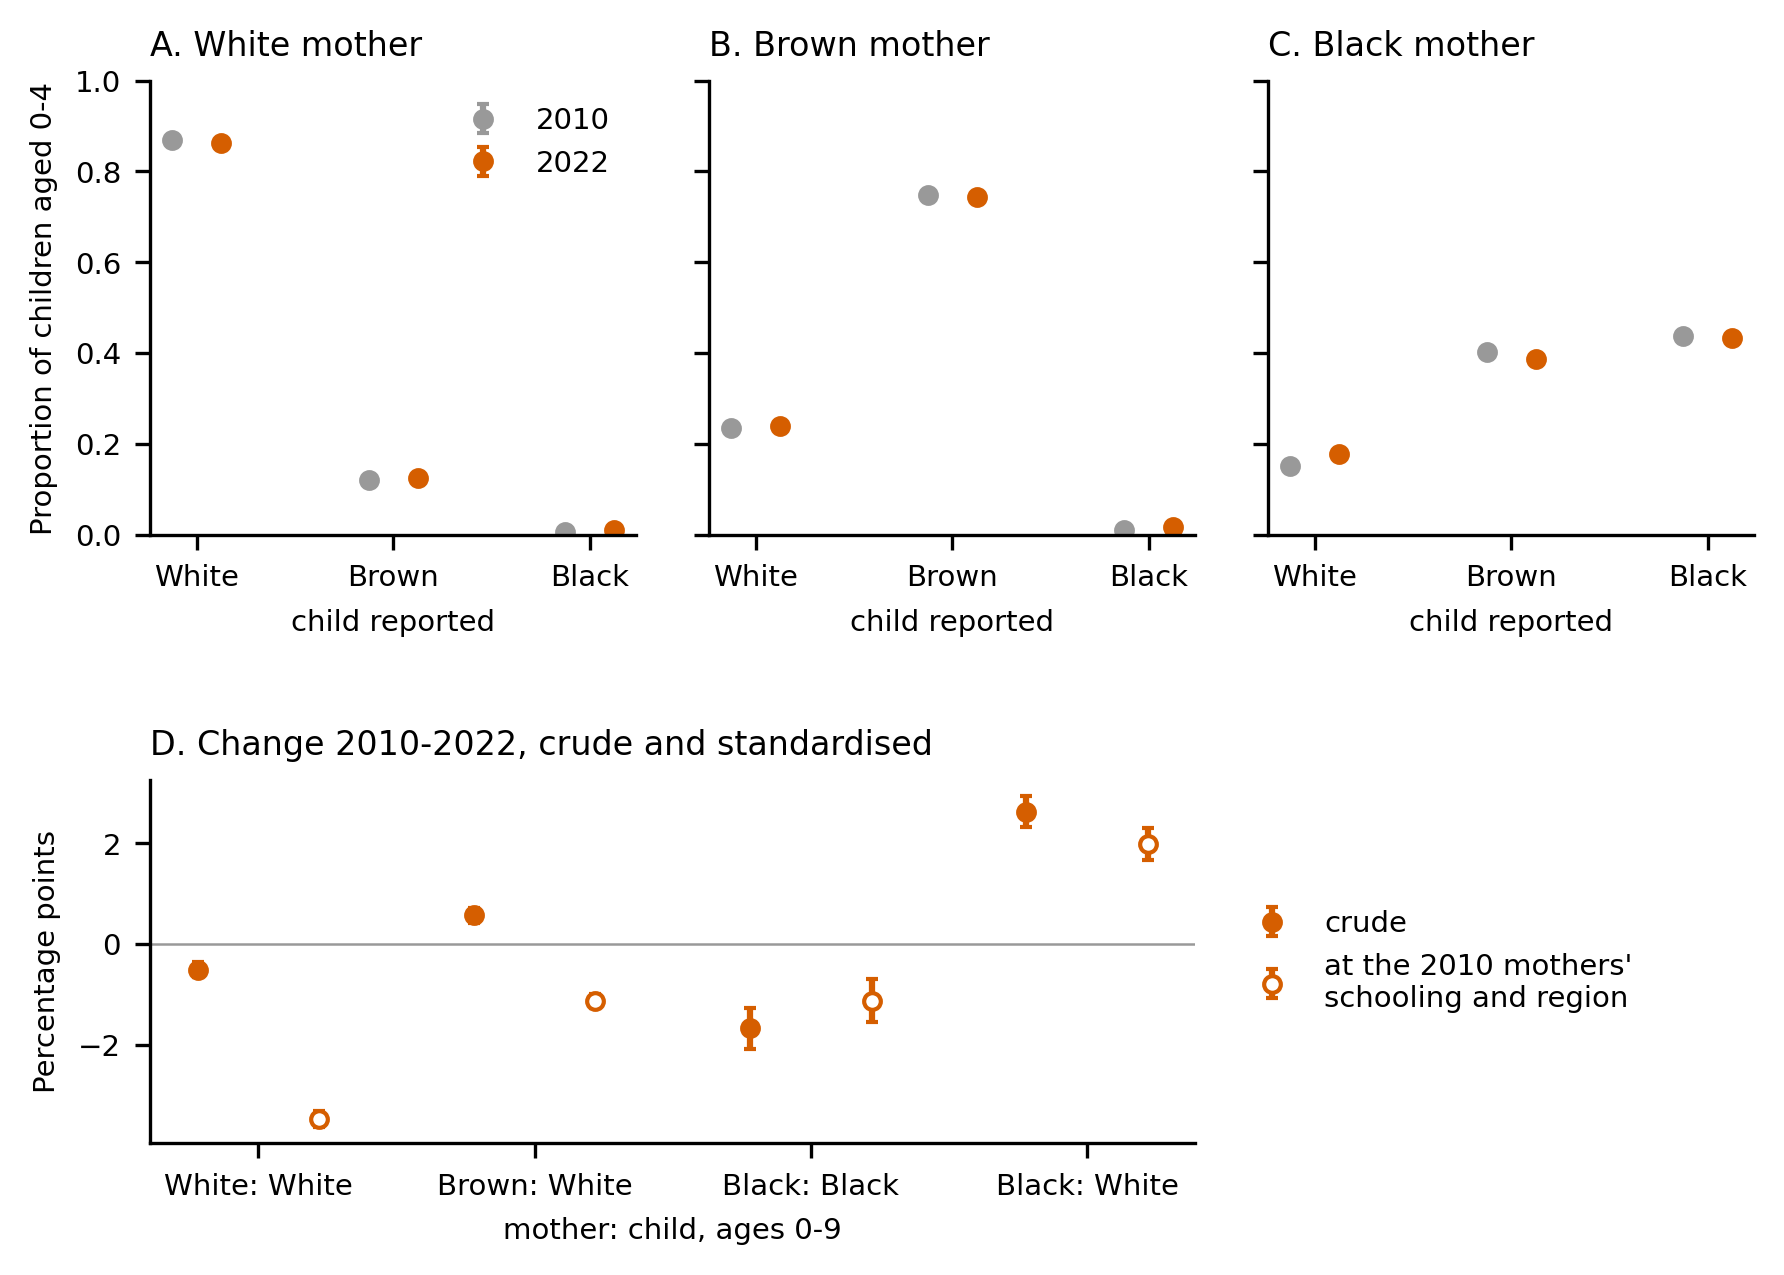 A. White mother
B. Brown mother
C. Black mother
Proportion of children aged 0-4
1.0
0.8
0.6
0.4
0.2
0.0
2010
2022
White Brown Black
White Brown Black
White Brown Black
child reported
child reported
child reported
D. Change 2010-2022, crude and standardised
Percentage points
2
0
−2
White: White Brown: White Black: Black Black: White
mother: child, ages 0-9
crude
at the 2010 mothers'
schooling and region